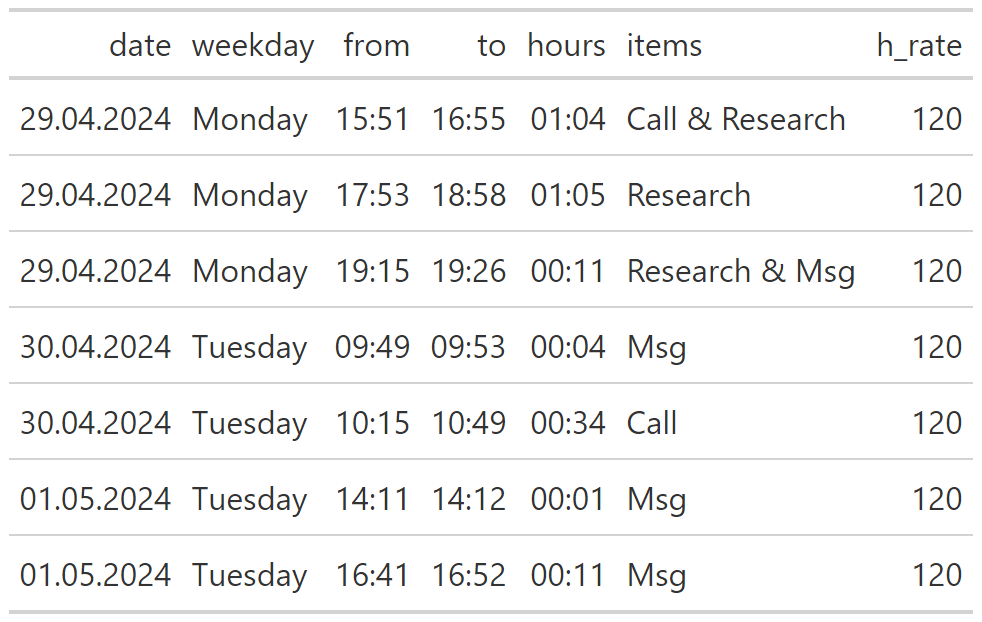 date weekday from to hours items h_rate
29.04.2024 Monday 15:51 16:55 01:04 Call & Research 120
29.04.2024 Monday 17:53 18:58 01:05 Research 120
29.04.2024 Monday 19:15 19:26 00:11 Research & Msg 120
30.04.2024 Tuesday 09:49 09:53 00:04 Msg 120
30.04.2024 Tuesday 10:15 10:49 00:34 Call 120
01.05.2024 Tuesday 14:11 14:12 00:01 Msg 120
01.05.2024 Tuesday 16:41 16:52 00:11 Msg 120